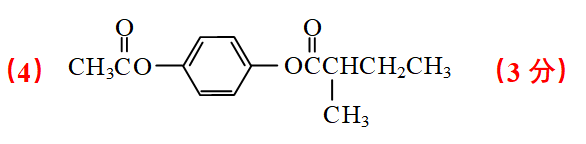 O O
(4) CH₃CO OCCHCH₂CH₃ (3 分)
CH₃